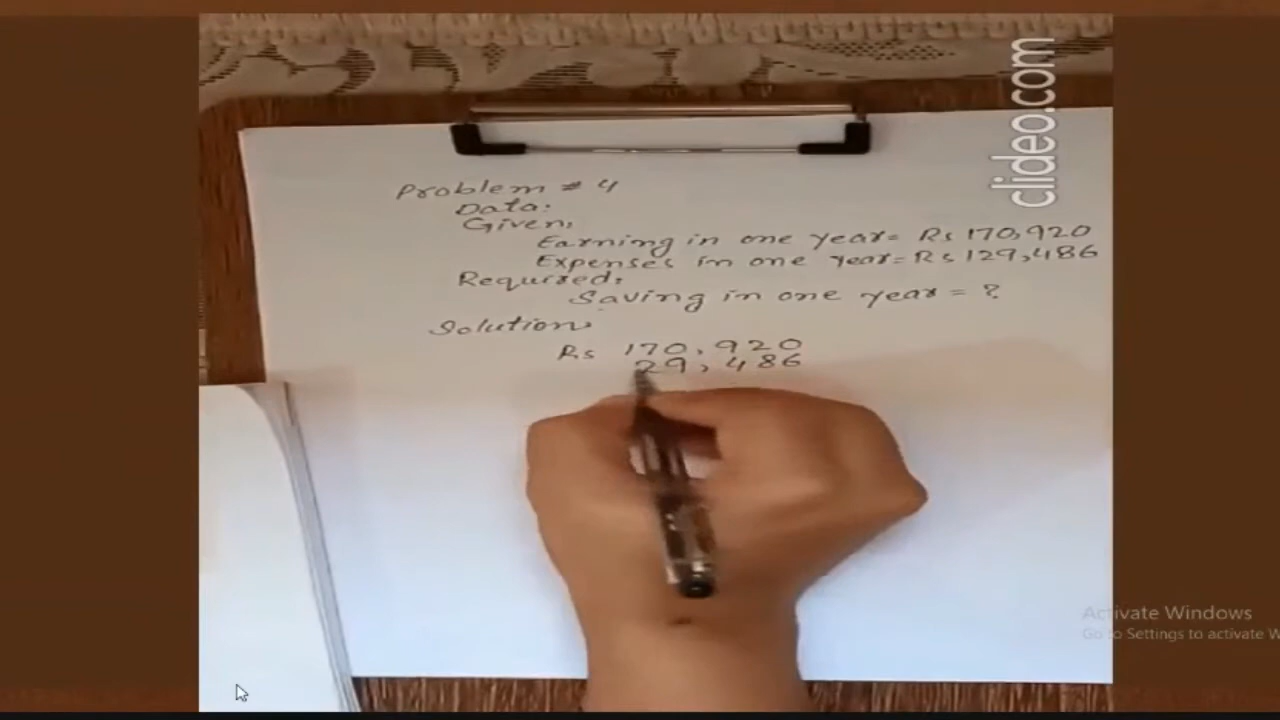 clideo.com
Problem # 4
Data:
Given:
Earning in one year= Rs 170,920
Expenses in one year= Rs 129,486
Required:
Saving in one year = ?
Solution:
Rs 170,920
29,486
Activate Windows
Go to Settings to activate W